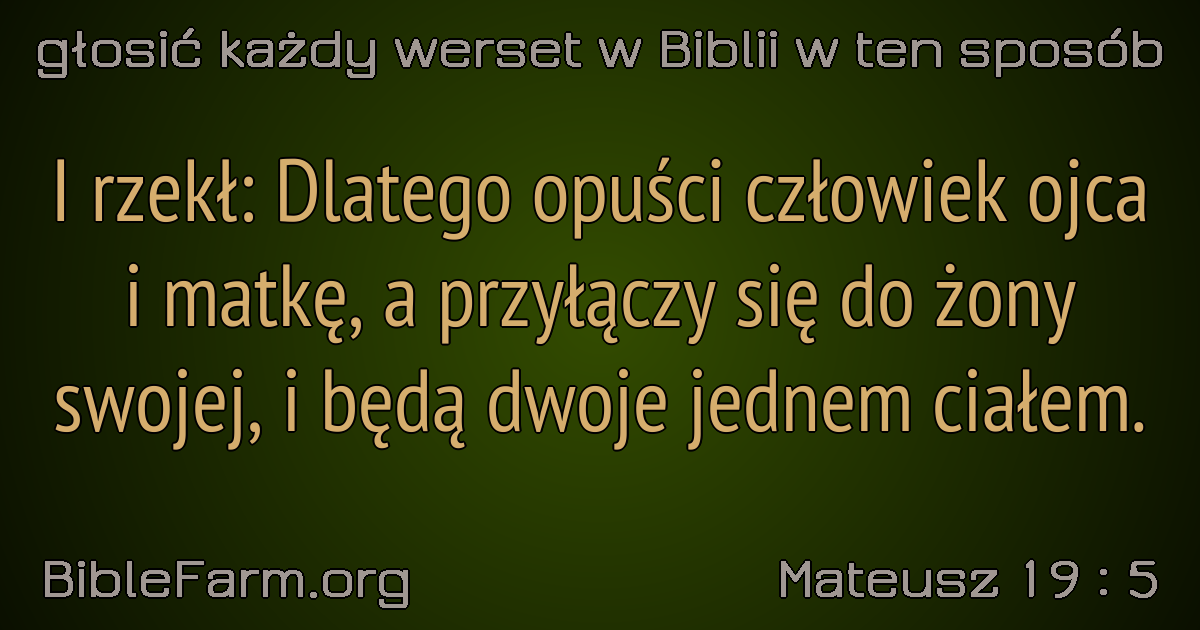 głosić każdy werset w Biblii w ten sposób
I rzekł: Dlatego opuści człowiek ojca
i matkę, a przyłączy się do żony
swojej, i będą dwoje jednem ciałem.
BibleFarm.org
Mateusz 19 : 5